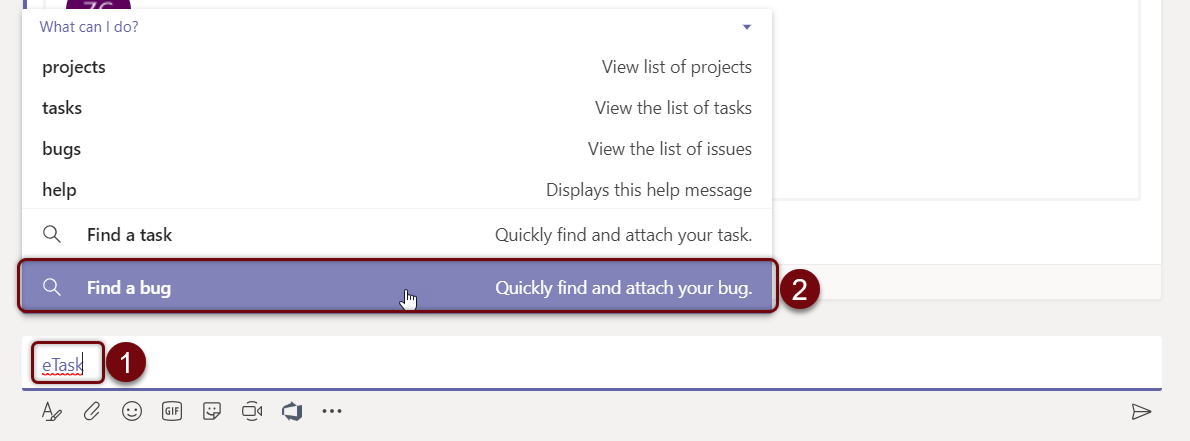 What can I do?
projects View list of projects
tasks View the list of tasks
bugs View the list of issues
help Displays this help message
Find a task Quickly find and attach your task.
Find a bug Quickly find and attach your bug.
2
eTask
1
GIF